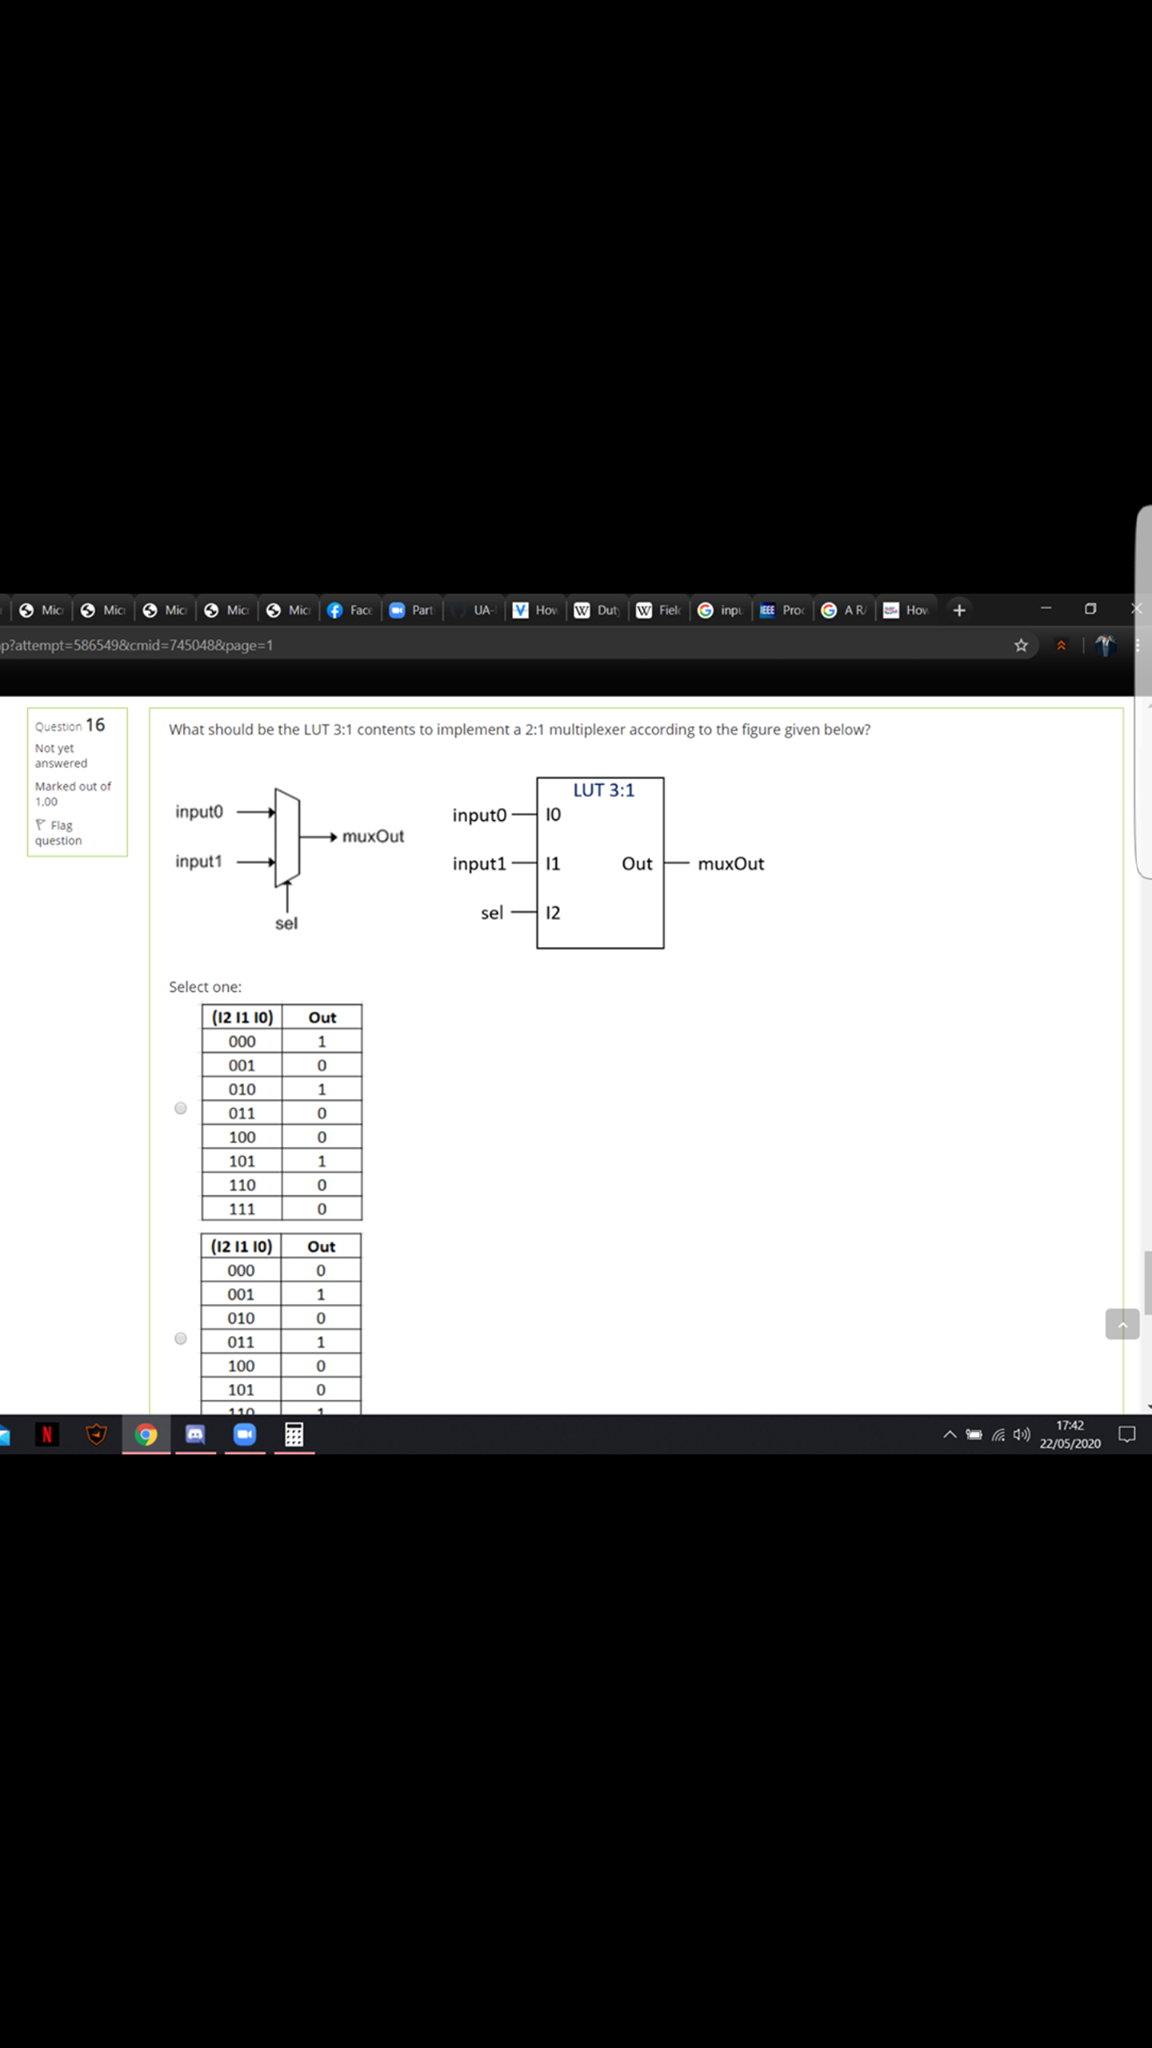 Mic Mic Mic Mic Mic Face Part UA- How Dut Fiel inpu IEEE Proc A R/ How
p?attempt=586549&cmid=745048&page=1
Question 16
Not yet
answered
Marked out of
1.00
Flag
question
What should be the LUT 3:1 contents to implement a 2:1 multiplexer according to the figure given below?
input0
input1
muxOut
sel
LUT 3:1
input0 I0
input1 I1 Out muxOut
sel I2
Select one:
(I2 I1 I0) Out
000 1
001 0
010 1
011 0
100 0
101 1
110 0
111 0
(I2 I1 I0) Out
000 0
001 1
010 0
011 1
100 0
101 0
110 1
17:42
22/05/2020